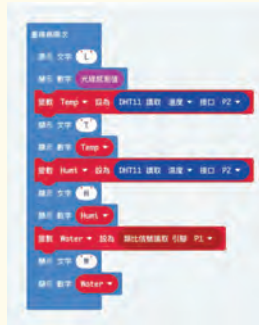 重複無限次
顯示 文字 "L"
顯示 數字 光線感測值
變數 Temp 設為 DHT11 讀取 溫度 接口 P2
顯示 文字 "T"
顯示 數字 Temp
變數 Humi 設為 DHT11 讀取 濕度 接口 P2
顯示 文字 "H"
顯示 數字 Humi
變數 Water 設為 類比信號讀取 引腳 P1
顯示 文字 "W"
顯示 數字 Water